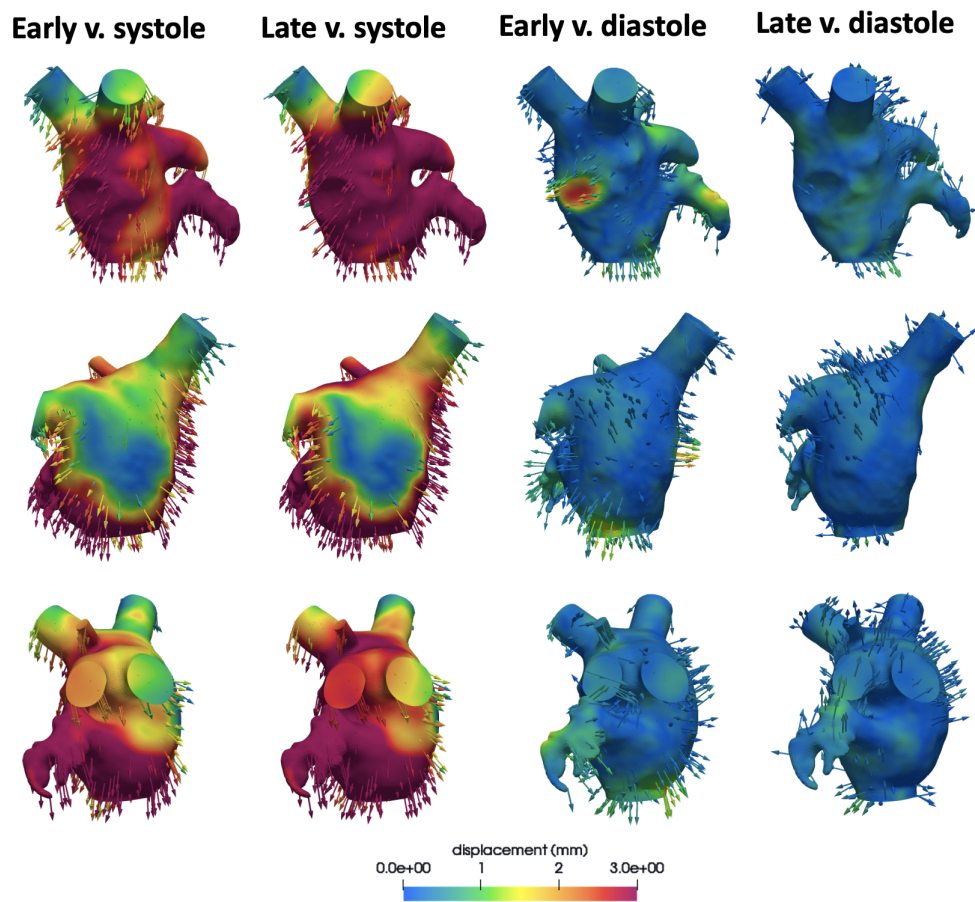 Early v. systole
Late v. systole
Early v. diastole
Late v. diastole
displacement (mm)
0.0e+00 1 2 3.0e+00